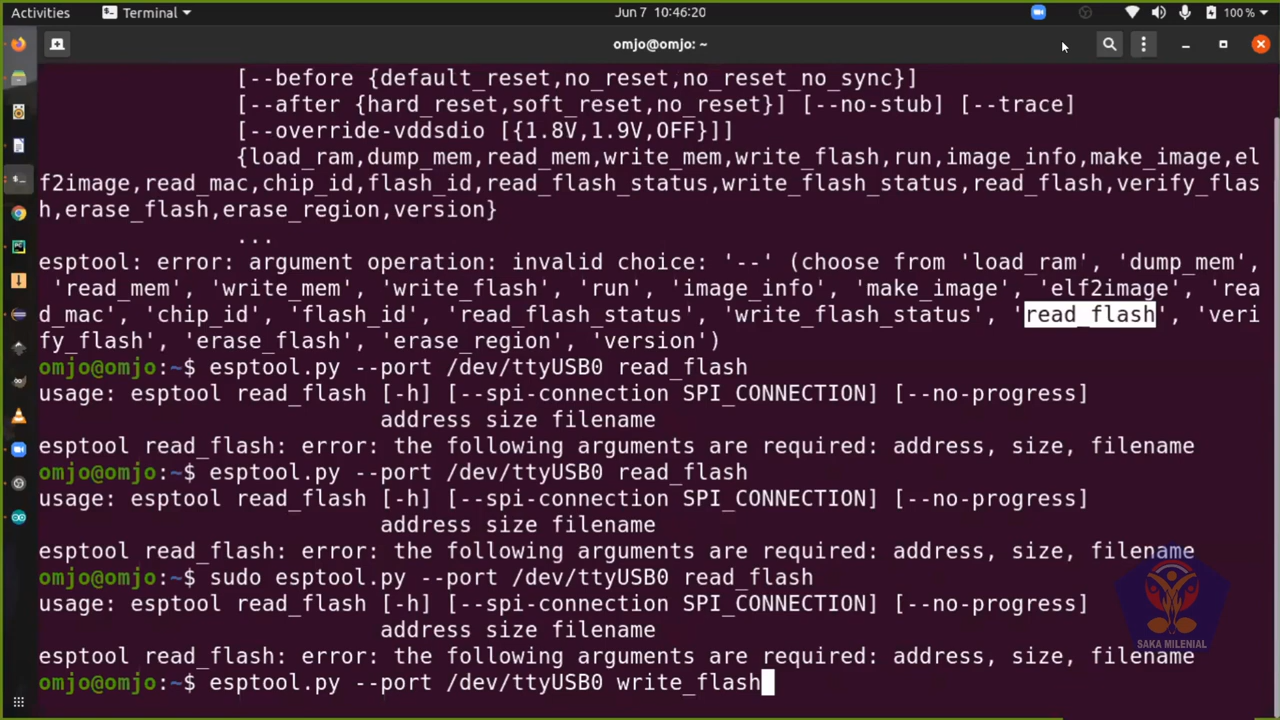 Activities Terminal Jun 7 10:46:20 100 %
omjo@omjo: ~
[--before {default_reset,no_reset,no_reset_no_sync}]
[--after {hard_reset,soft_reset,no_reset}] [--no-stub] [--trace]
[--override-vddsdio [{1.8V,1.9V,OFF}]]
{load_ram,dump_mem,read_mem,write_mem,write_flash,run,image_info,make_image,el
f2image,read_mac,chip_id,flash_id,read_flash_status,write_flash_status,read_flash,verify_flas
h,erase_flash,erase_region,version}
...
esptool: error: argument operation: invalid choice: '--' (choose from 'load_ram', 'dump_mem',
'read_mem', 'write_mem', 'write_flash', 'run', 'image_info', 'make_image', 'elf2image', 'rea
d_mac', 'chip_id', 'flash_id', 'read_flash_status', 'write_flash_status', 'read_flash', 'veri
fy_flash', 'erase_flash', 'erase_region', 'version')
omjo@omjo:~$ esptool.py --port /dev/ttyUSB0 read_flash
usage: esptool read_flash [-h] [--spi-connection SPI_CONNECTION] [--no-progress]
address size filename
esptool read_flash: error: the following arguments are required: address, size, filename
omjo@omjo:~$ esptool.py --port /dev/ttyUSB0 read_flash
usage: esptool read_flash [-h] [--spi-connection SPI_CONNECTION] [--no-progress]
address size filename
esptool read_flash: error: the following arguments are required: address, size, filename
omjo@omjo:~$ sudo esptool.py --port /dev/ttyUSB0 read_flash
usage: esptool read_flash [-h] [--spi-connection SPI_CONNECTION] [--no-progress]
address size filename
esptool read_flash: error: the following arguments are required: address, size, filename
omjo@omjo:~$ esptool.py --port /dev/ttyUSB0 write_flash
SAKA MILENIAL